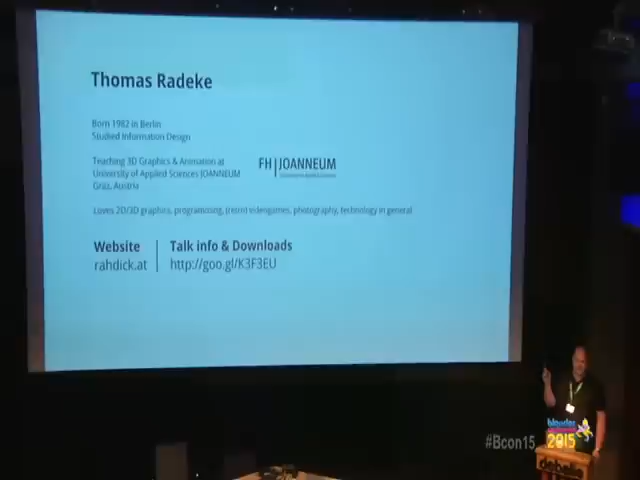 Thomas Radeke
Born 1982 in Berlin
Studied Information Design
Teaching 3D Graphics & Animation at
University of Applied Sciences JOANNEUM
Graz, Austria
FH | JOANNEUM
Loves 2D/3D graphics, programming, (retro) videogames, photography, technology in general
Website
rahdick.at
Talk info & Downloads
http://goo.gl/K3F3EU
#Bcon15
blender
2015
debalie